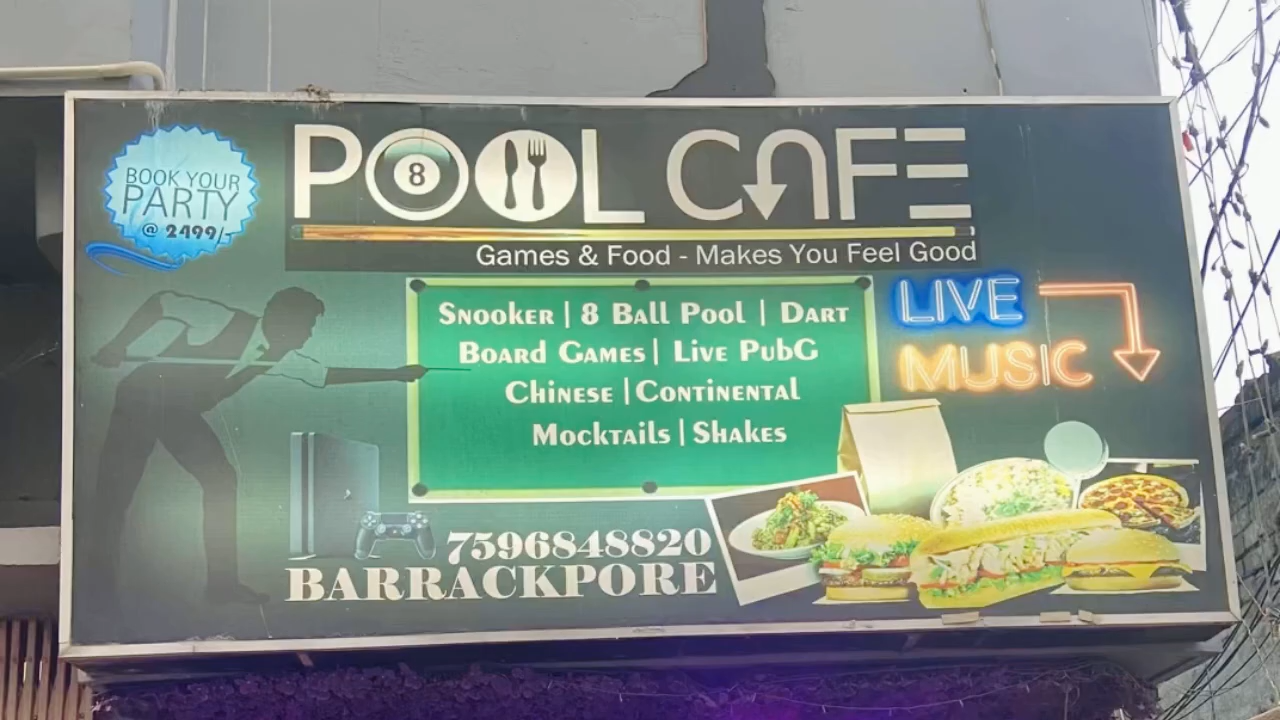 BOOK YOUR
PARTY
@ 2499/-
POOL CAFE
8
Games & Food - Makes You Feel Good
Snooker | 8 Ball Pool | Dart
Board Games | Live PubG
Chinese | Continental
Mocktails | Shakes
LIVE
MUSIC
7596848820
BARRACKPORE